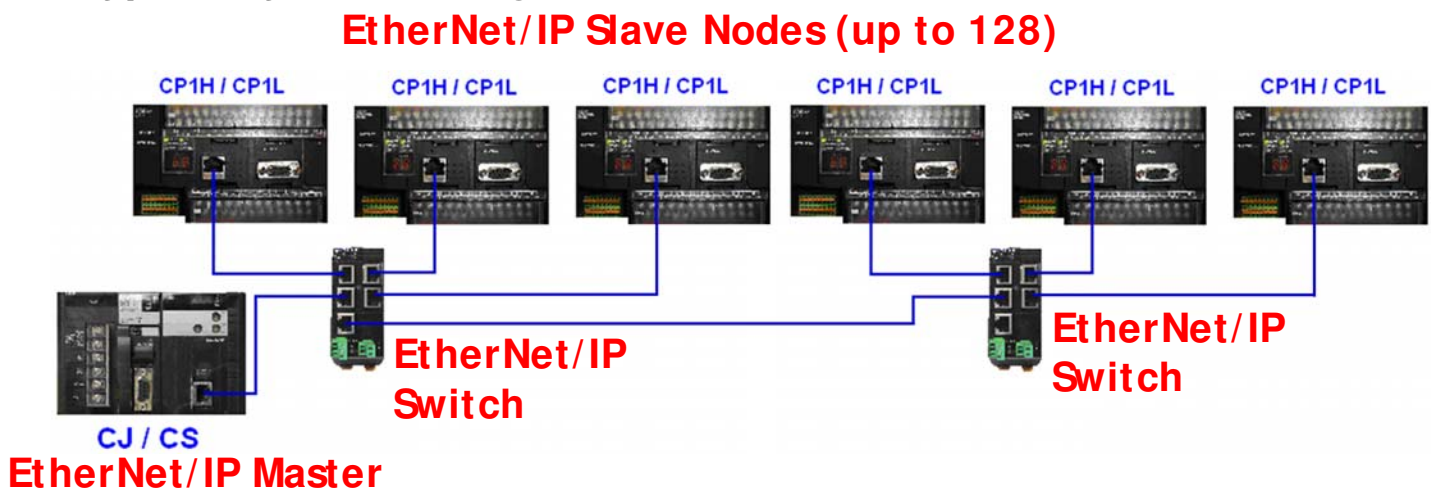 EtherNet/IP Slave Nodes (up to 128)
CP1H / CP1L
CP1H / CP1L
CP1H / CP1L
CP1H / CP1L
CP1H / CP1L
CP1H / CP1L
EtherNet/IP
Switch
EtherNet/IP
Switch
CJ / CS
EtherNet/IP Master